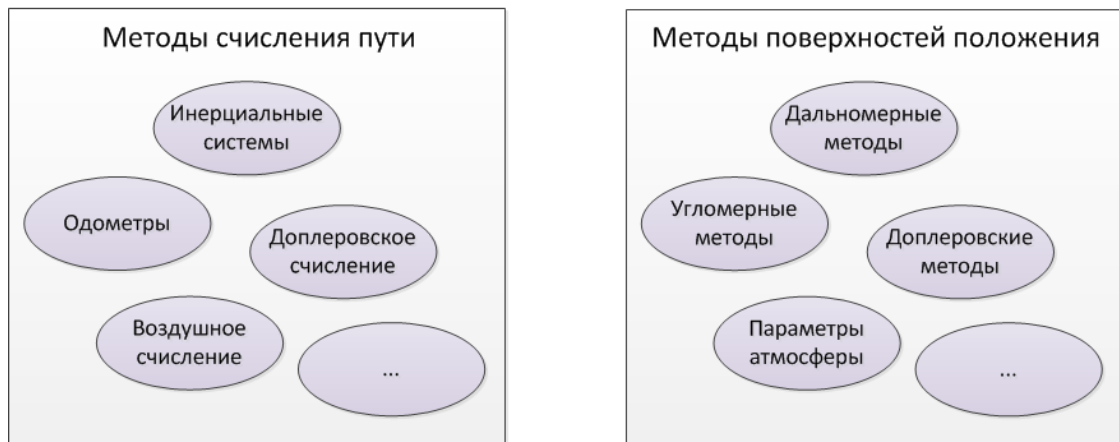 Методы счисления пути
Инерциальные
системы
Одометры
Доплеровское
счисление
Воздушное
счисление
...
Методы поверхностей положения
Дальномерные
методы
Угломерные
методы
Доплеровские
методы
Параметры
атмосферы
...